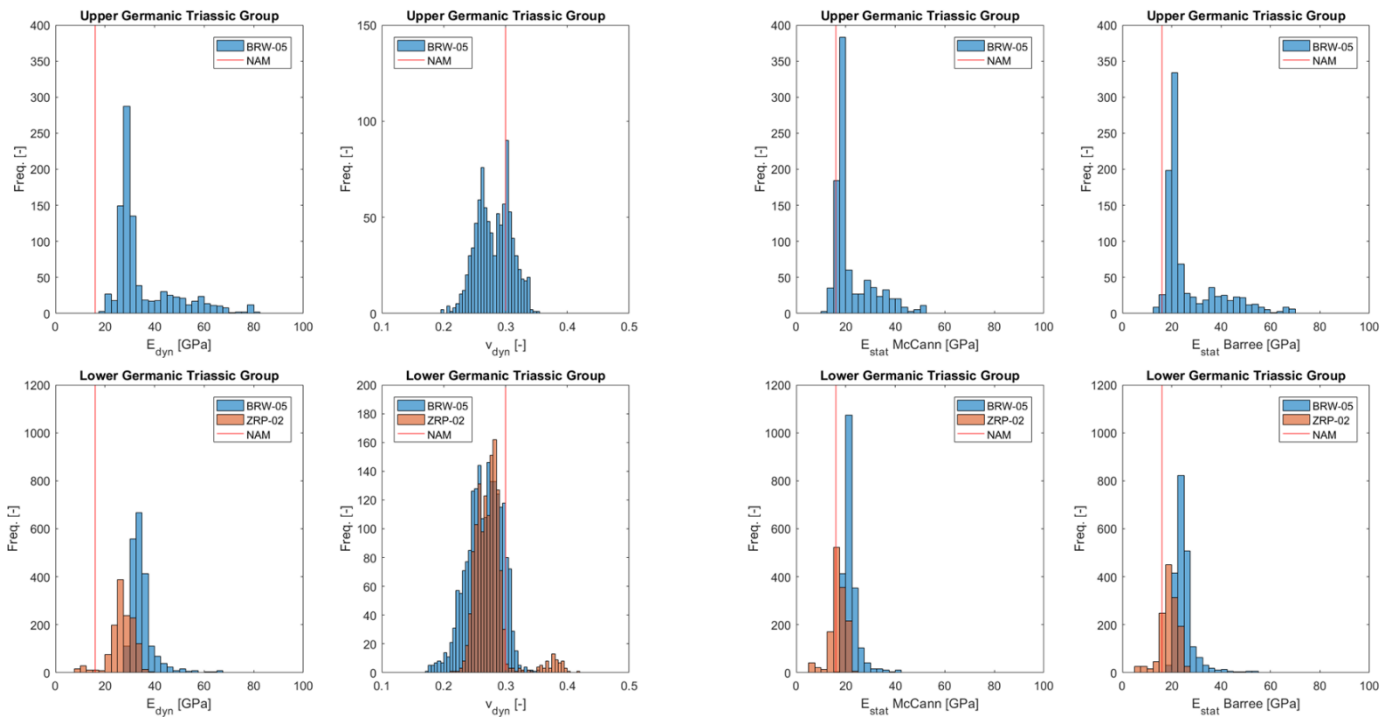 Upper Germanic Triassic Group
400
350
300
250
200
150
100
50
0
Freq. [-]
BRW-05
NAM
0 20 40 60 80 100
E_dyn [GPa]
Upper Germanic Triassic Group
150
100
50
0
Freq. [-]
BRW-05
NAM
0.1 0.2 0.3 0.4 0.5
v_dyn [-]
Upper Germanic Triassic Group
400
350
300
250
200
150
100
50
0
Freq. [-]
BRW-05
NAM
0 20 40 60 80 100
E_stat McCann [GPa]
Upper Germanic Triassic Group
400
350
300
250
200
150
100
50
0
Freq. [-]
BRW-05
NAM
0 20 40 60 80 100
E_stat Barree [GPa]
Lower Germanic Triassic Group
1200
1000
800
600
400
200
0
Freq. [-]
BRW-05
ZRP-02
NAM
0 20 40 60 80 100
E_dyn [GPa]
Lower Germanic Triassic Group
200
180
160
140
120
100
80
60
40
20
0
Freq. [-]
BRW-05
ZRP-02
NAM
0.1 0.2 0.3 0.4 0.5
v_dyn [-]
Lower Germanic Triassic Group
1200
1000
800
600
400
200
0
Freq. [-]
BRW-05
ZRP-02
NAM
0 20 40 60 80 100
E_stat McCann [GPa]
Lower Germanic Triassic Group
1200
1000
800
600
400
200
0
Freq. [-]
BRW-05
ZRP-02
NAM
0 20 40 60 80 100
E_stat Barree [GPa]